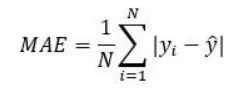 MAE = \frac{1}{N} \sum_{i=1}^{N} |y_i - \hat{y}|